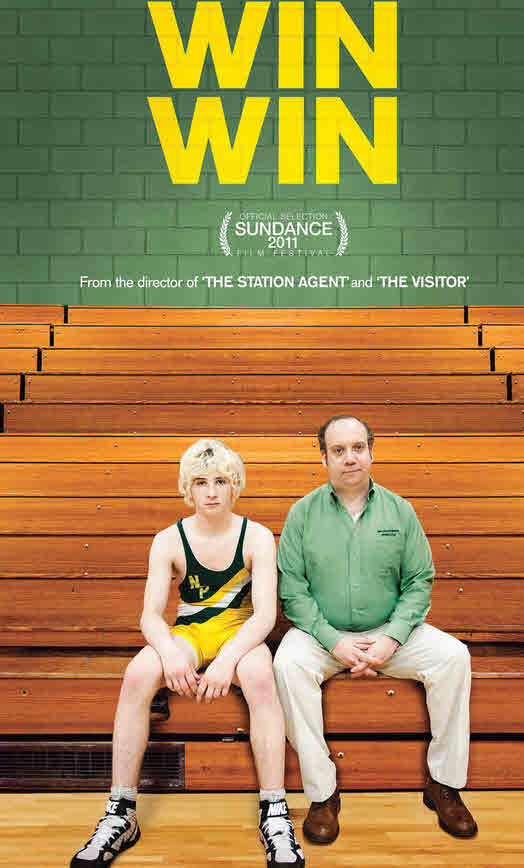 WIN
WIN
OFFICIAL SELECTION
SUNDANCE
2011
FILM FESTIVAL
From the director of 'THE STATION AGENT' and 'THE VISITOR'
NP
NIKE
NIKE